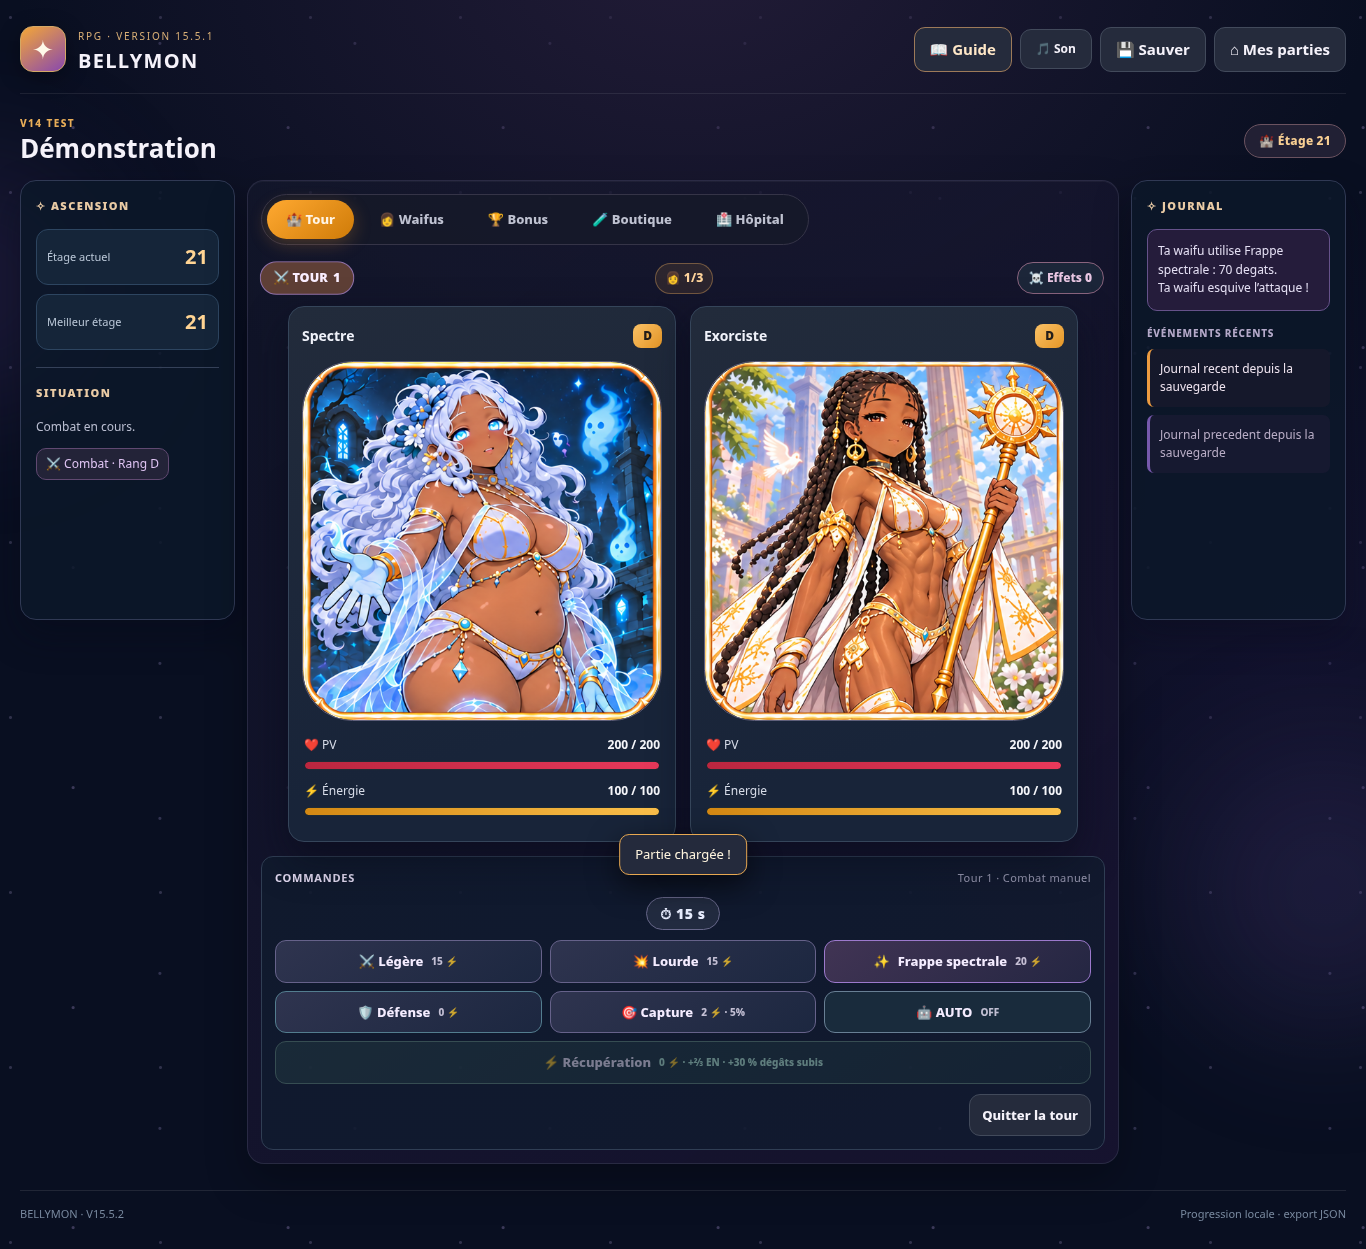 RPG · VERSION 15.5.1
BELLYMON
📖 Guide
🎵 Son
💾 Sauver
⌂ Mes parties
V14 TEST
Démonstration
🏰 Étage 21
✧ ASCENSION
Étage actuel 21
Meilleur étage 21
SITUATION
Combat en cours.
⚔️ Combat · Rang D
🏰 Tour
👩 Waifus
🏆 Bonus
🧪 Boutique
🏥 Hôpital
⚔️ TOUR 1
👩 1/3
☠️ Effets 0
Spectre D
❤️ PV 200 / 200
⚡ Énergie 100 / 100
Exorciste D
❤️ PV 200 / 200
⚡ Énergie 100 / 100
Partie chargée !
COMMANDES
Tour 1 · Combat manuel
⏱ 15 s
⚔️ Légère 15 ⚡
💥 Lourde 15 ⚡
✨ Frappe spectrale 20 ⚡
🛡️ Défense 0 ⚡
🎯 Capture 2 ⚡ · 5%
🤖 AUTO OFF
⚡ Récupération 0 ⚡ · +⅔ EN · +30 % dégâts subis
Quitter la tour
✧ JOURNAL
Ta waifu utilise Frappe
spectrale : 70 degats.
Ta waifu esquive l’attaque !
ÉVÉNEMENTS RÉCENTS
Journal recent depuis la
sauvegarde
Journal precedent depuis la
sauvegarde
BELLYMON · V15.5.2
Progression locale · export JSON